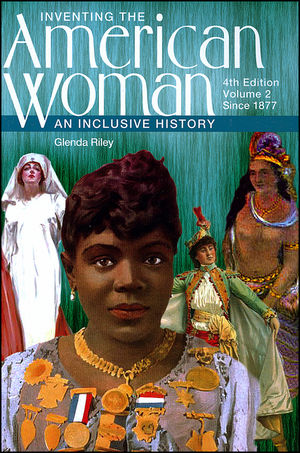 INVENTING THE
American
Woman
4th Edition
Volume 2
Since 1877
AN INCLUSIVE HISTORY
Glenda Riley